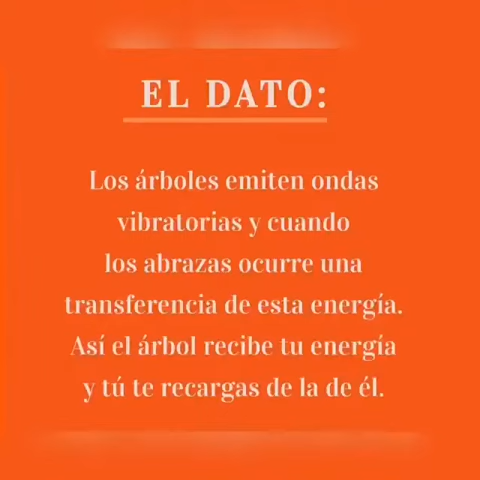 EL DATO:
Los árboles emiten ondas
vibratorias y cuando
los abrazas ocurre una
transferencia de esta energía.
Así el árbol recibe tu energía
y tú te recargas de la de él.